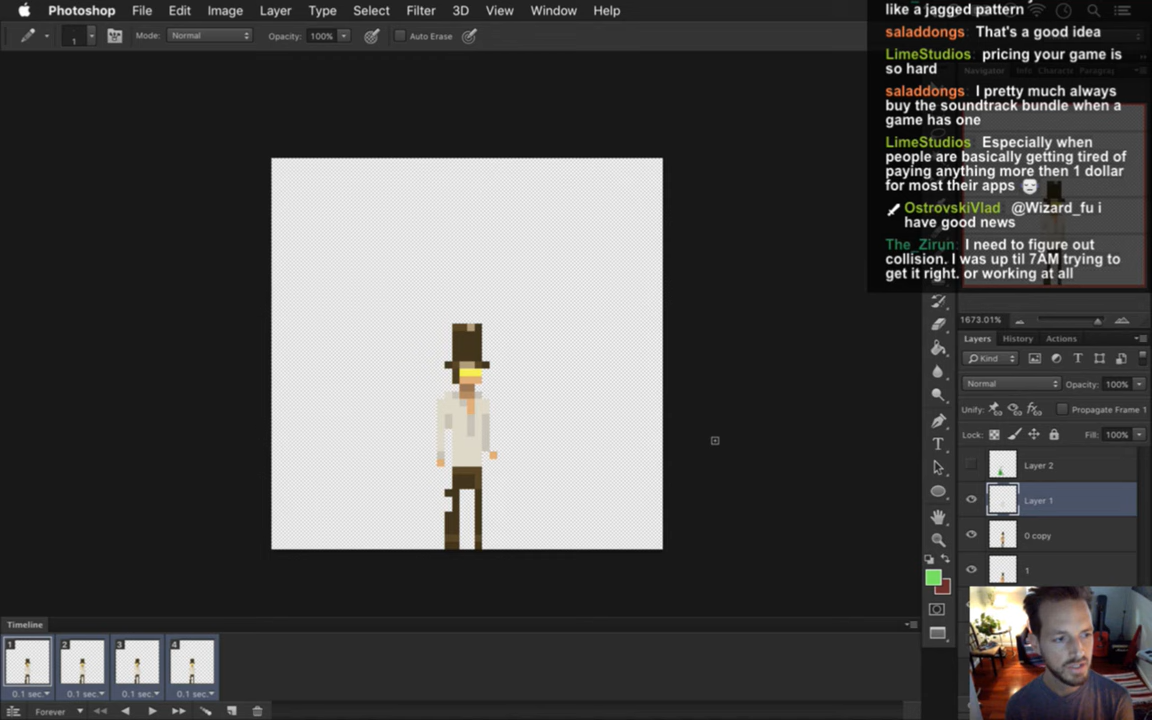 Photoshop File Edit Image Layer Type Select Filter 3D View Window Help
1 Mode: Normal Opacity: 100% Auto Erase
like a jagged pattern
saladdongs That's a good idea
LimeStudios pricing your game is
so hard
saladdongs I pretty much always
buy the soundtrack bundle when a
game has one
LimeStudios Especially when
people are basically getting tired of
paying anything more then 1 dollar
for most their apps
OstrovskiVlad @Wizard_fu i
have good news
The_Zirun: I need to figure out
collision. I was up til 7AM trying to
get it right. or working at all
1673.01%
Layers History Actions
Kind
Normal Opacity: 100%
Unify: Propagate Frame 1
Lock: Fill: 100%
Layer 2
Layer 1
0 copy
1
Timeline
1 2 3 4
0.1 sec. 0.1 sec. 0.1 sec. 0.1 sec.
Forever